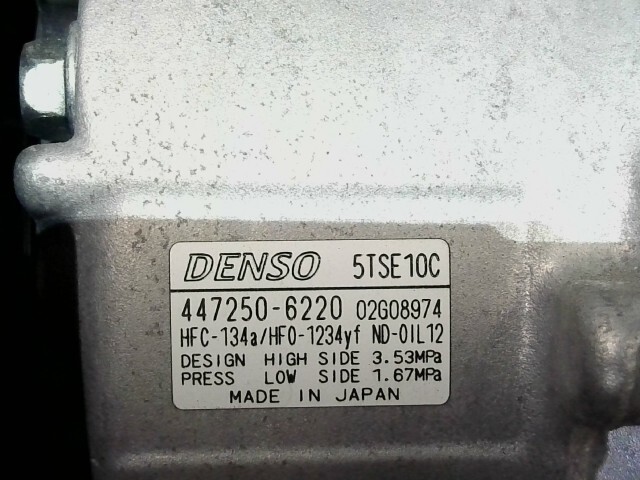 DENSO 5TSE10C
447250-6220 02G08974
HFC-134a/HFO-1234yf ND-OIL12
DESIGN HIGH SIDE 3.53MPa
PRESS LOW SIDE 1.67MPa
MADE IN JAPAN